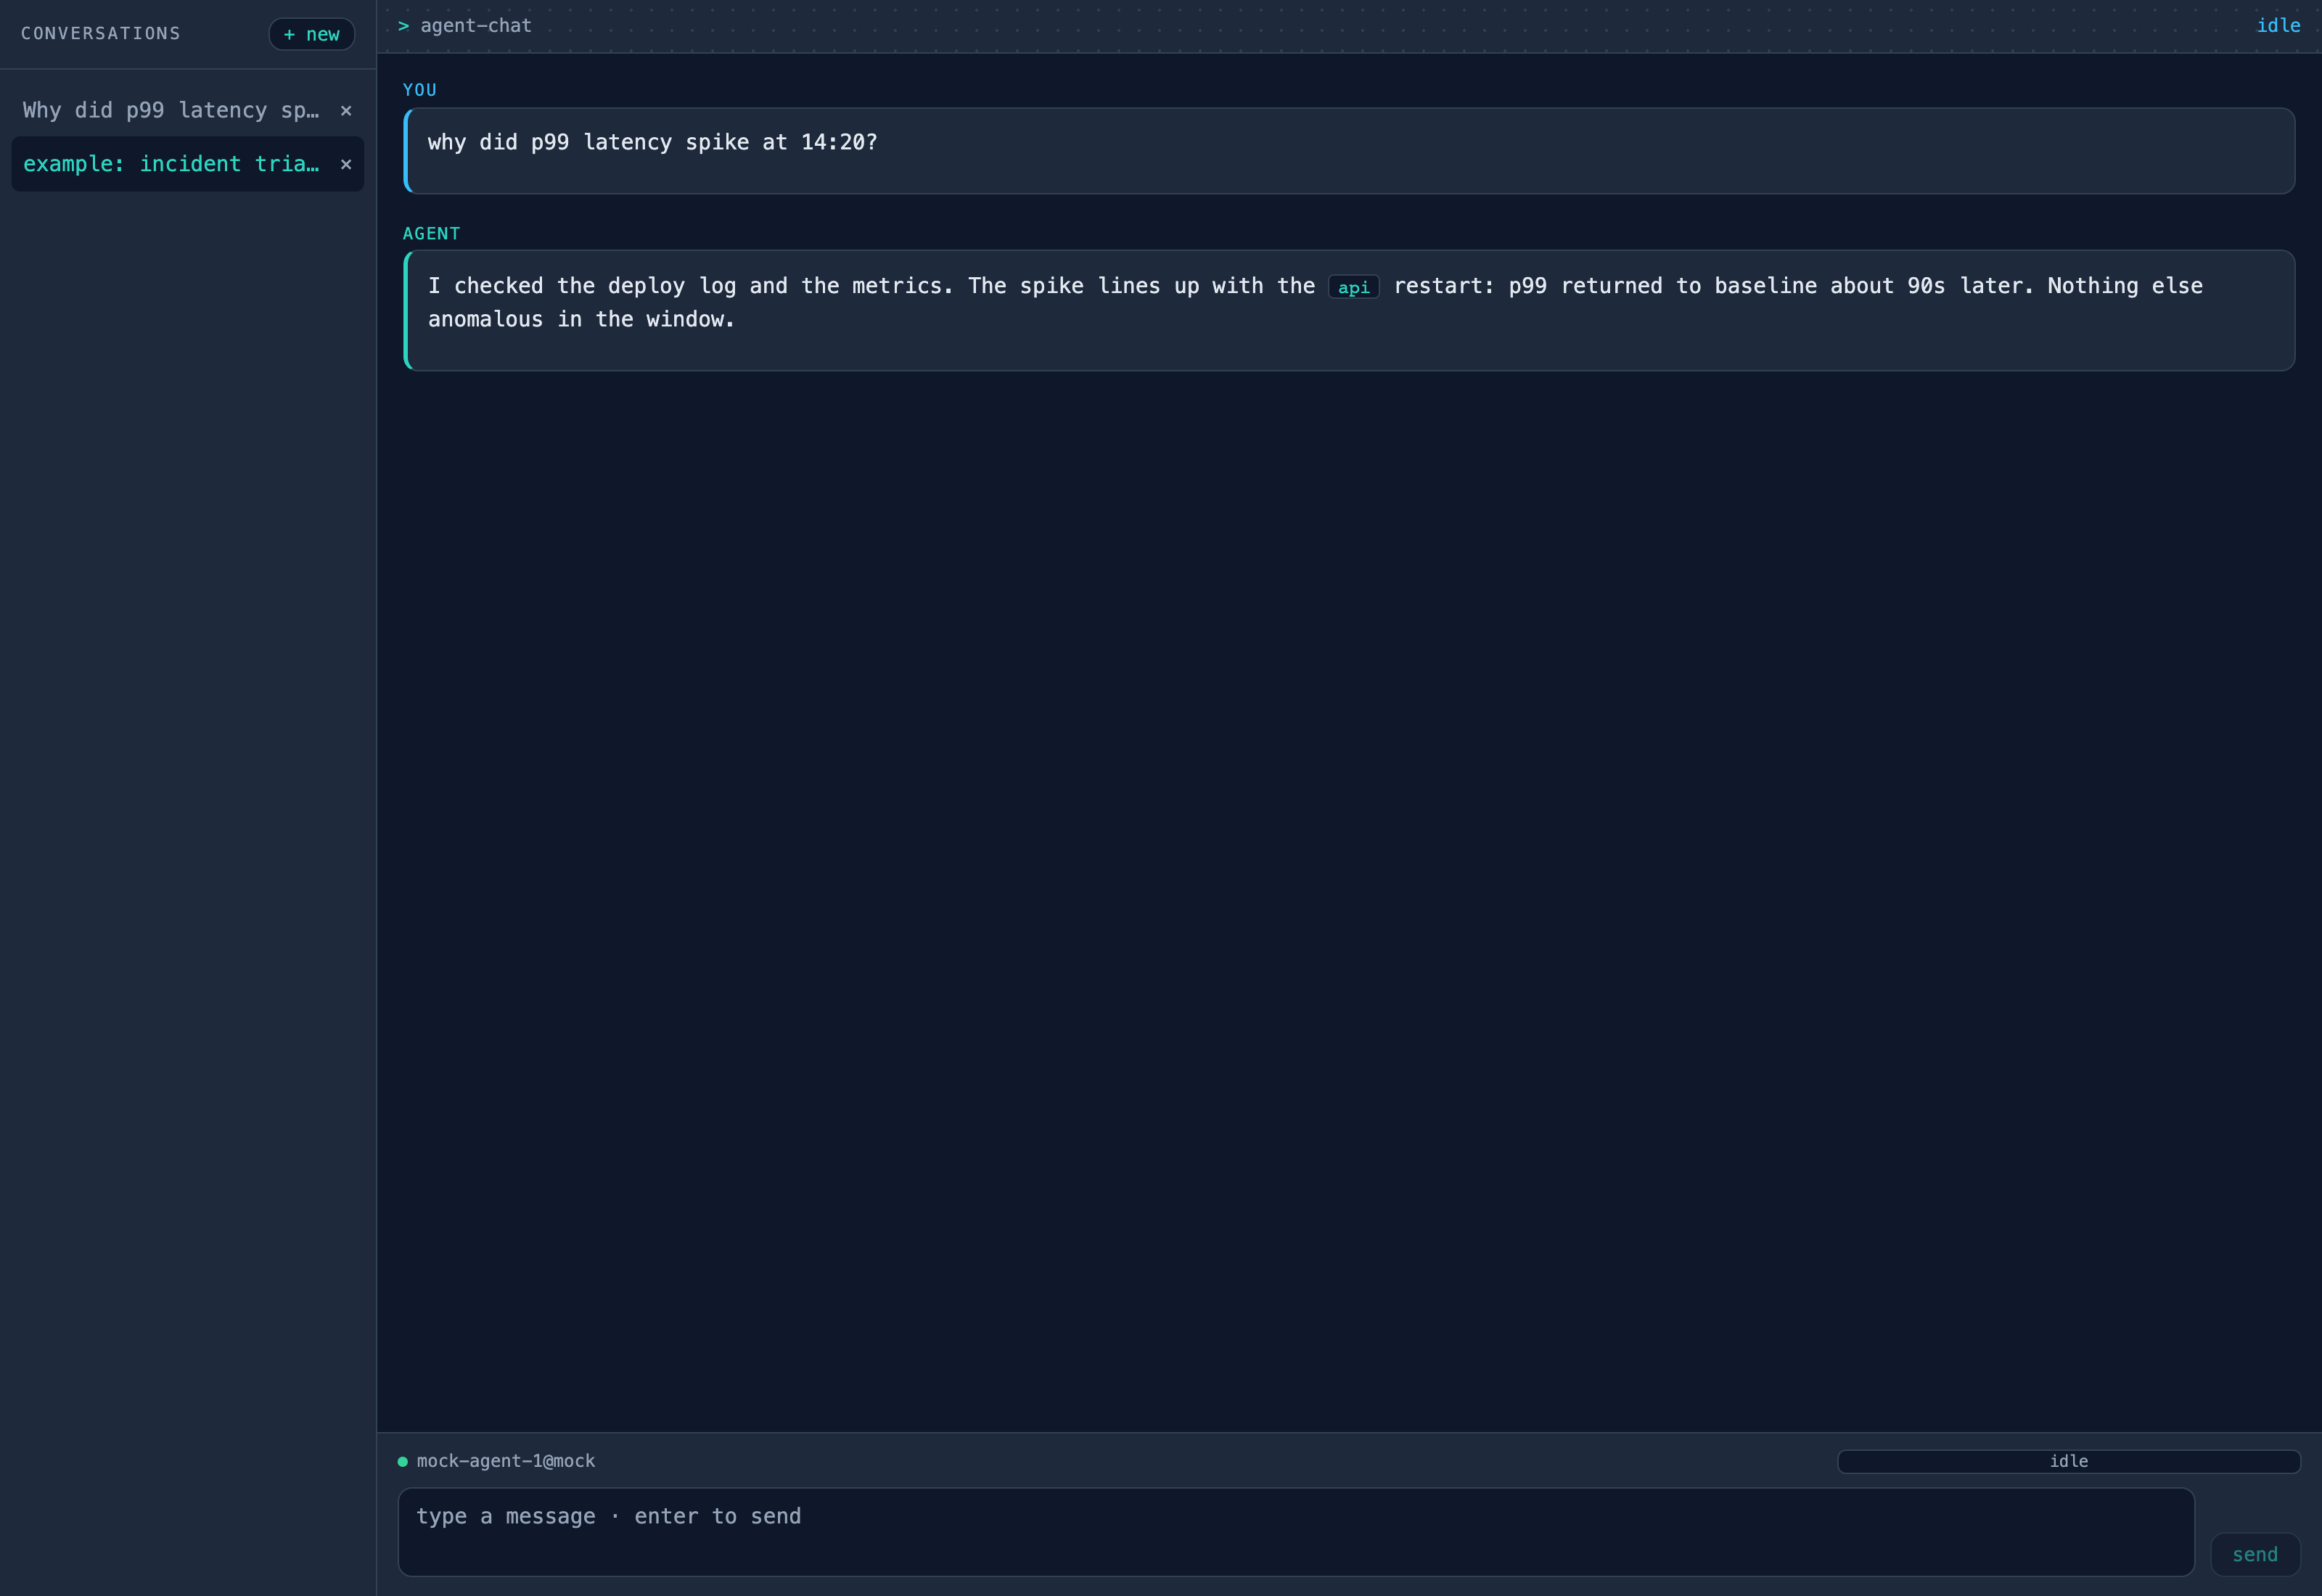 CONVERSATIONS
+ new
Why did p99 latency sp… ×
example: incident tria… ×
> agent-chat
idle
YOU
why did p99 latency spike at 14:20?
AGENT
I checked the deploy log and the metrics. The spike lines up with the api restart: p99 returned to baseline about 90s later. Nothing else
anomalous in the window.
mock-agent-1@mock
idle
type a message · enter to send
send